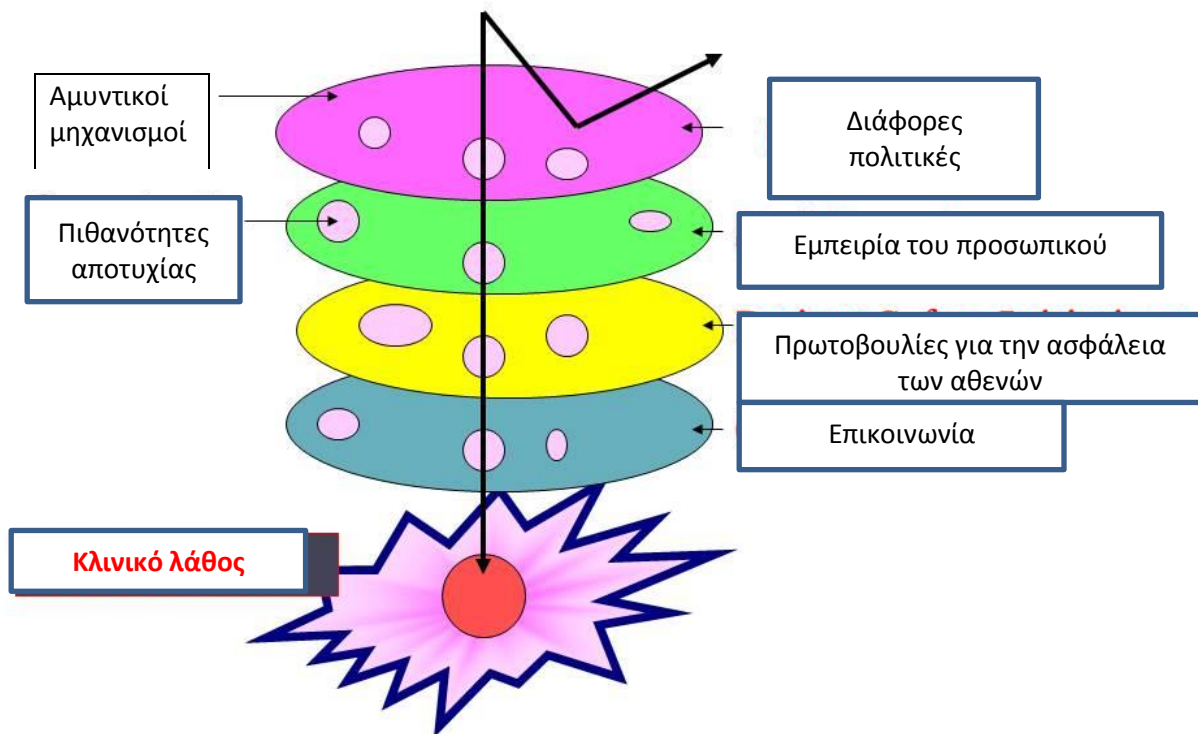 Αμυντικοί
μηχανισμοί
Διάφορες
πολιτικές
Πιθανότητες
αποτυχίας
Εμπειρία του προσωπικού
Πρωτοβουλίες για την ασφάλεια
των αθενών
Επικοινωνία
Κλινικό λάθος